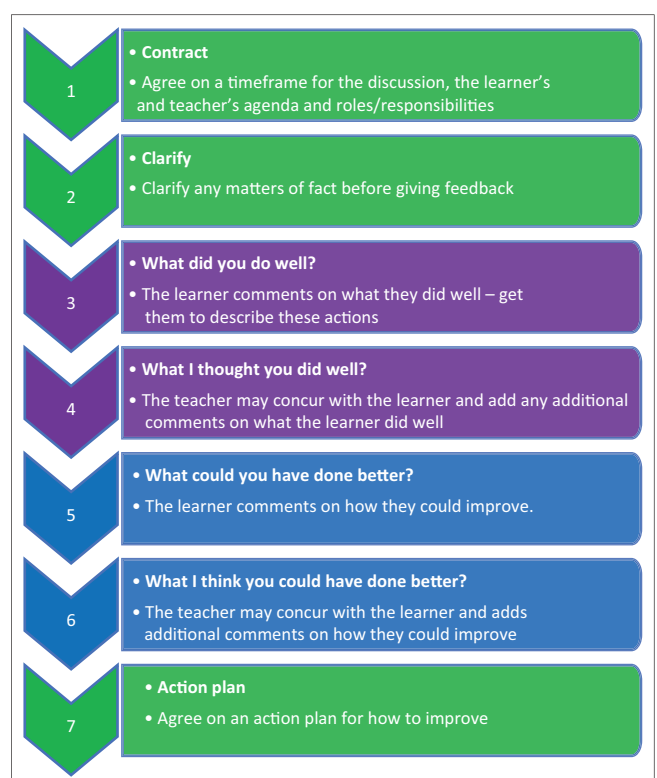 1
• Contract
• Agree on a timeframe for the discussion, the learner's
and teacher's agenda and roles/responsibilities
2
• Clarify
• Clarify any matters of fact before giving feedback
3
• What did you do well?
• The learner comments on what they did well – get
them to describe these actions
4
• What I thought you did well?
• The teacher may concur with the learner and add any additional
comments on what the learner did well
5
• What could you have done better?
• The learner comments on how they could improve.
6
• What I think you could have done better?
• The teacher may concur with the learner and adds
additional comments on how they could improve
7
• Action plan
• Agree on an action plan for how to improve